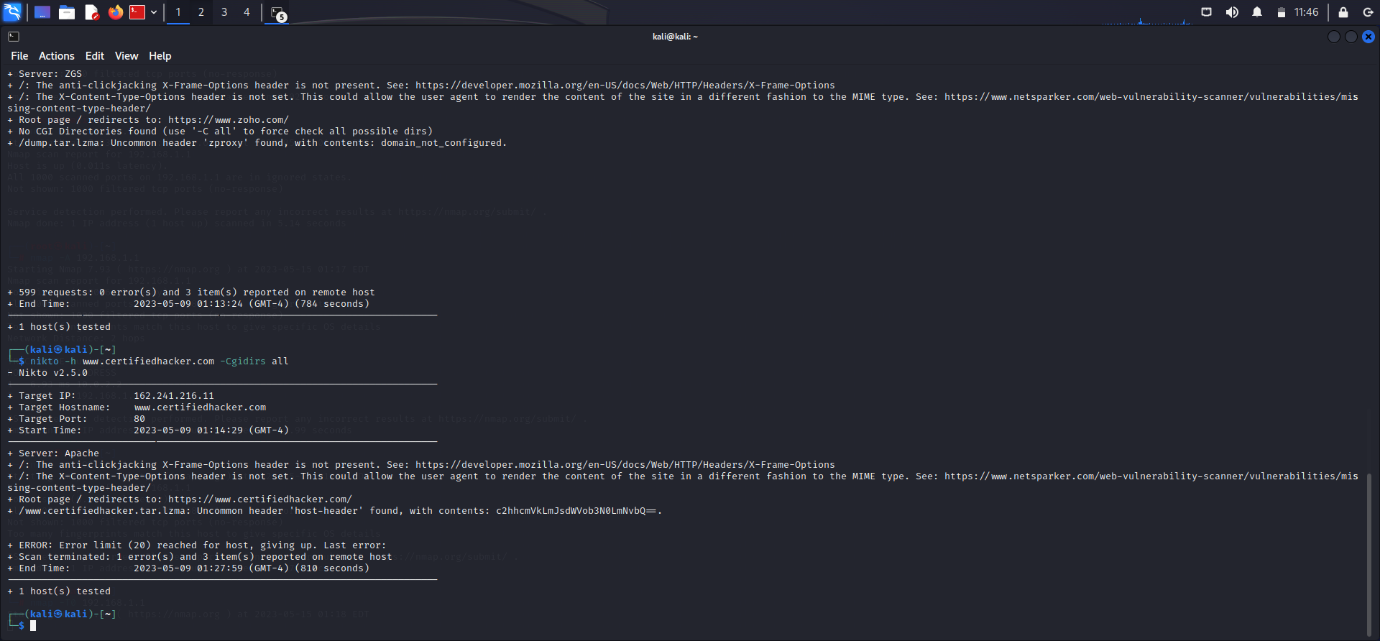 1 2 3 4 5 11:46
kali@kali: ~
File Actions Edit View Help
+ Server: ZGS
+ /: The anti-clickjacking X-Frame-Options header is not present. See: https://developer.mozilla.org/en-US/docs/Web/HTTP/Headers/X-Frame-Options
+ /: The X-Content-Type-Options header is not set. This could allow the user agent to render the content of the site in a different fashion to the MIME type. See: https://www.netsparker.com/web-vulnerability-scanner/vulnerabilities/mis
sing-content-type-header/
+ Root page / redirects to: https://www.zoho.com/
+ No CGI Directories found (use '-C all' to force check all possible dirs)
+ /dump.tar.lzma: Uncommon header 'zproxy' found, with contents: domain_not_configured.
+ 599 requests: 0 error(s) and 3 item(s) reported on remote host
+ End Time: 2023-05-09 01:13:24 (GMT-4) (784 seconds)
+ 1 host(s) tested
(kali㉿kali)-[~]
$ nikto -h www.certifiedhacker.com -Cgidirs all
- Nikto v2.5.0
+ Target IP: 162.241.216.11
+ Target Hostname: www.certifiedhacker.com
+ Target Port: 80
+ Start Time: 2023-05-09 01:14:29 (GMT-4)
+ Server: Apache
+ /: The anti-clickjacking X-Frame-Options header is not present. See: https://developer.mozilla.org/en-US/docs/Web/HTTP/Headers/X-Frame-Options
+ /: The X-Content-Type-Options header is not set. This could allow the user agent to render the content of the site in a different fashion to the MIME type. See: https://www.netsparker.com/web-vulnerability-scanner/vulnerabilities/mis
sing-content-type-header/
+ Root page / redirects to: https://www.certifiedhacker.com/
+ /www.certifiedhacker.tar.lzma: Uncommon header 'host-header' found, with contents: c2hhcmVkLmJsdWVob3N0LmNvbQ==.
+ ERROR: Error limit (20) reached for host, giving up. Last error:
+ Scan terminated: 1 error(s) and 3 item(s) reported on remote host
+ End Time: 2023-05-09 01:27:59 (GMT-4) (810 seconds)
+ 1 host(s) tested
(kali㉿kali)-[~]
$